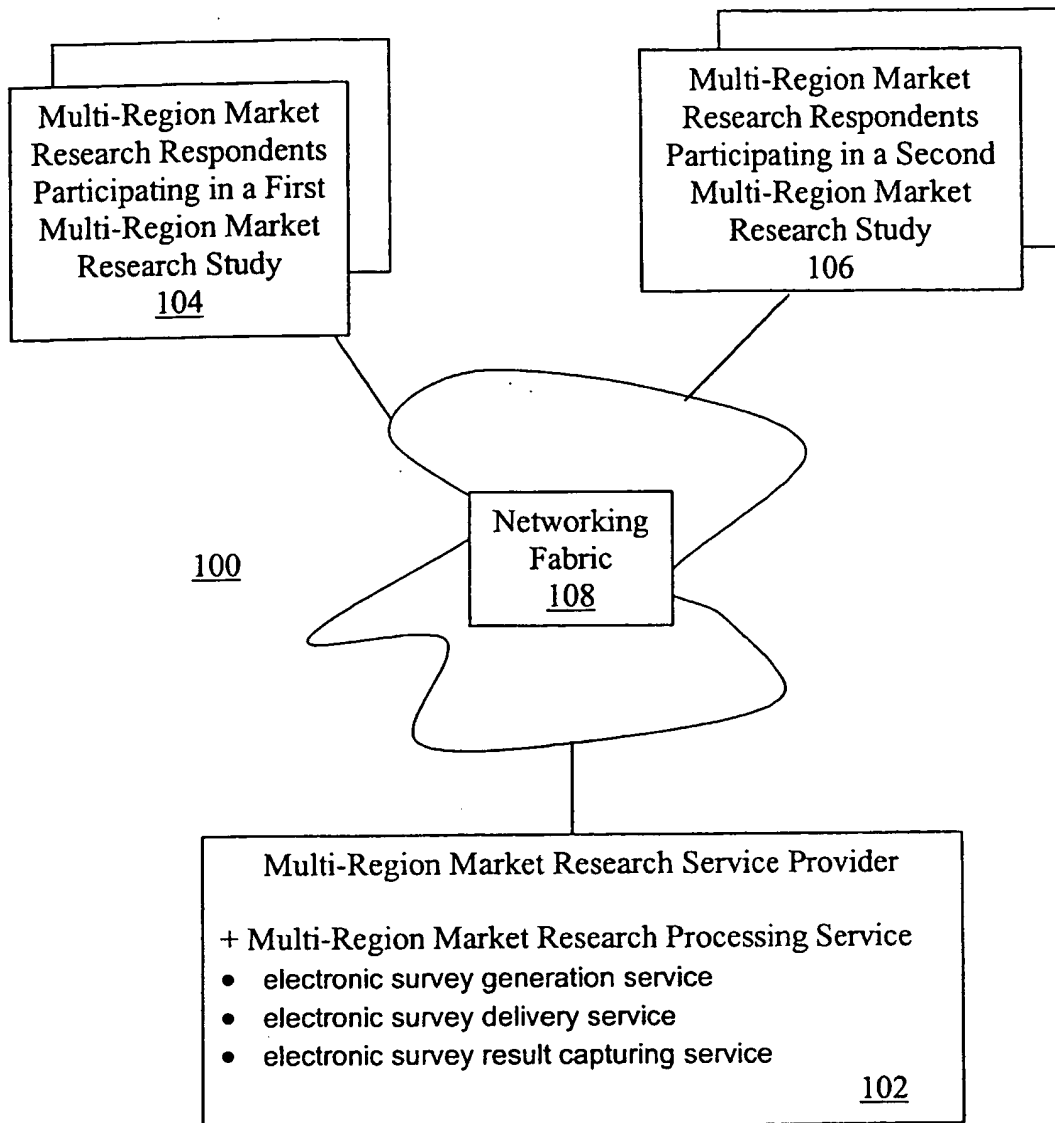 Multi-Region Market
Research Respondents
Participating in a First
Multi-Region Market
Research Study
104
Multi-Region Market
Research Respondents
Participating in a Second
Multi-Region Market
Research Study
106
100
Networking
Fabric
108
Multi-Region Market Research Service Provider
+ Multi-Region Market Research Processing Service
• electronic survey generation service
• electronic survey delivery service
• electronic survey result capturing service
102